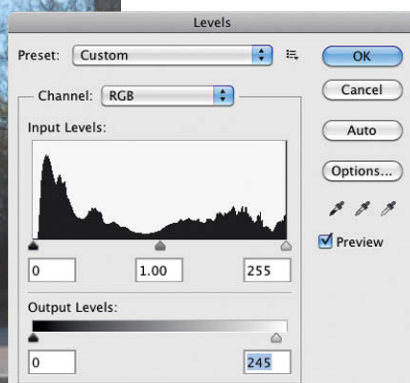 Levels
Preset: Custom
OK
Channel: RGB
Cancel
Input Levels:
Auto
Options...
Preview
0 1.00 255
Output Levels:
0 245